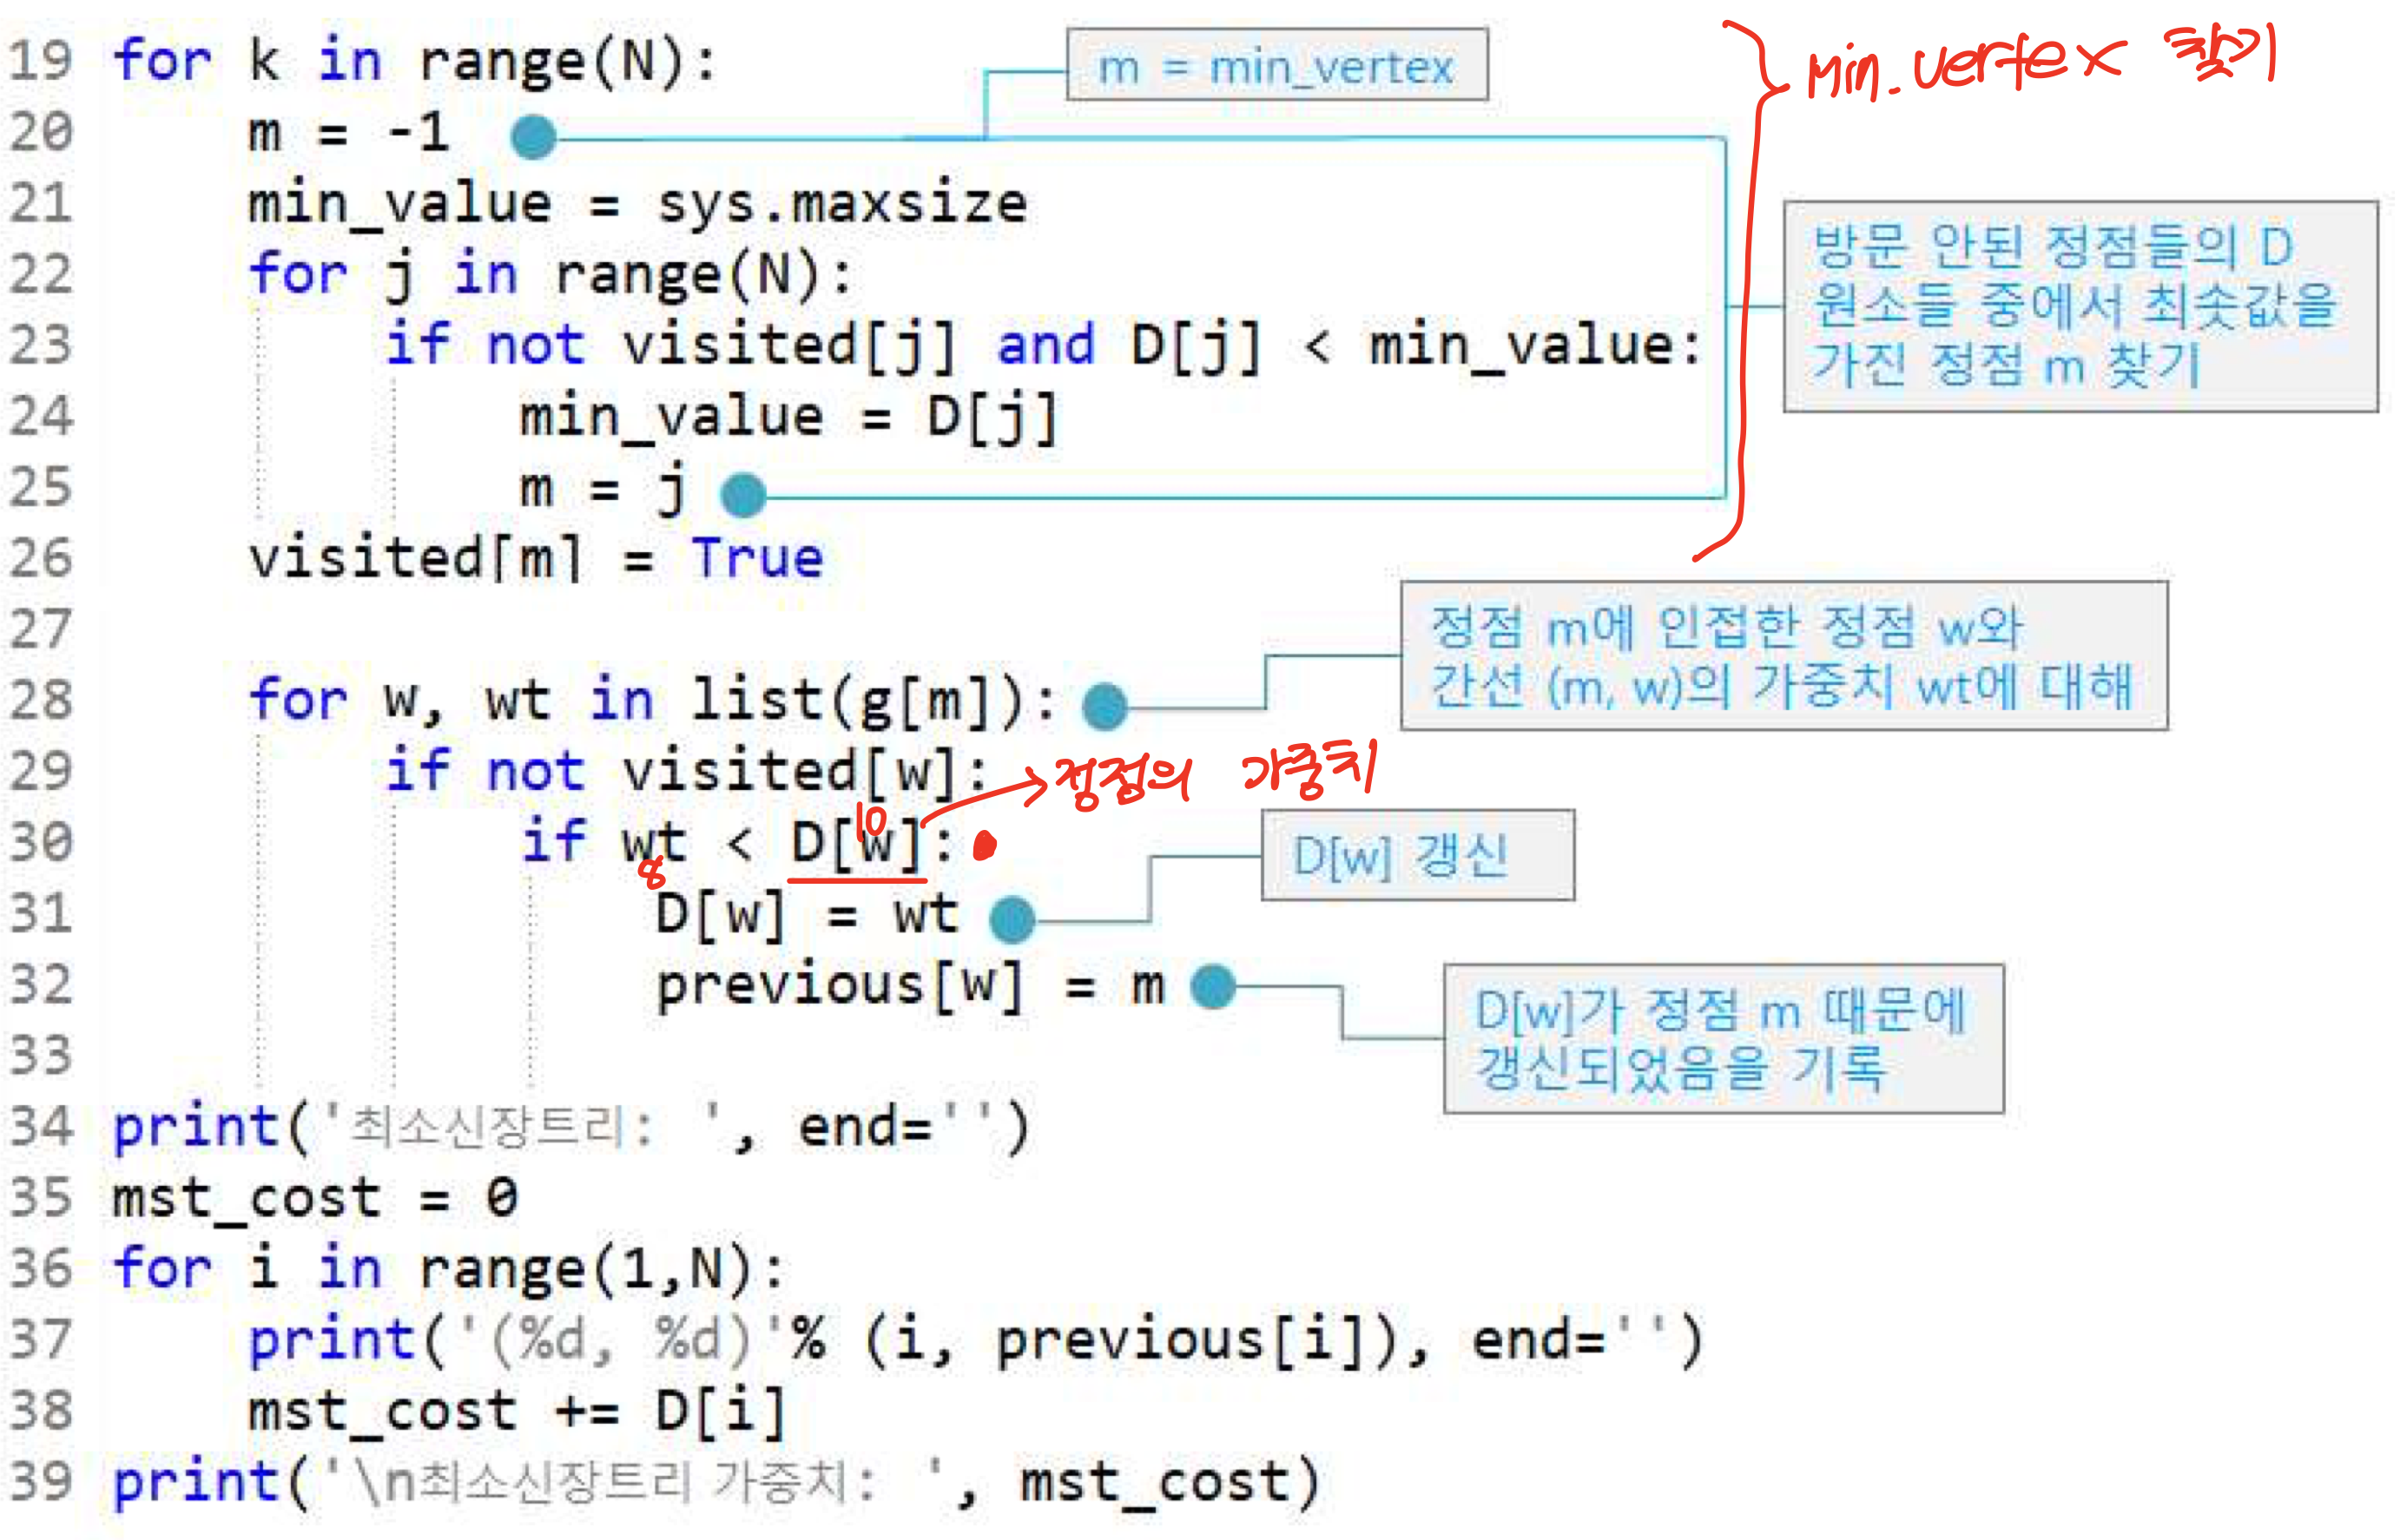 19 for k in range(N):
m = min_vertex
Min.vertex 찾기
20 m = -1
21 min_value = sys.maxsize
22 for j in range(N):
23 if not visited[j] and D[j] < min_value:
24 min_value = D[j]
25 m = j
방문 안된 정점들의 D
원소들 중에서 최솟값을
가진 정점 m 찾기
26 visited[m] = True
27
정점 m에 인접한 정점 w와
간선 (m, w)의 가중치 wt에 대해
28 for w, wt in list(g[m]):
29 if not visited[w]:
→정점의 가중치
10
30 if wt < D[w]:
8
D[w] 갱신
31 D[w] = wt
32 previous[w] = m
D[w]가 정점 m 때문에
갱신되었음을 기록
33
34 print('최소신장트리: ', end='')
35 mst_cost = 0
36 for i in range(1,N):
37 print('(%d, %d)'% (i, previous[i]), end='')
38 mst_cost += D[i]
39 print('\n최소신장트리 가중치: ', mst_cost)